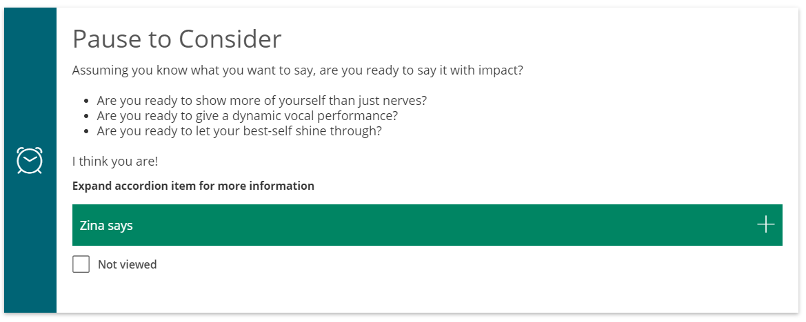 Pause to Consider
Assuming you know what you want to say, are you ready to say it with impact?
• Are you ready to show more of yourself than just nerves?
• Are you ready to give a dynamic vocal performance?
• Are you ready to let your best-self shine through?
I think you are!
Expand accordion item for more information
Zina says
Not viewed